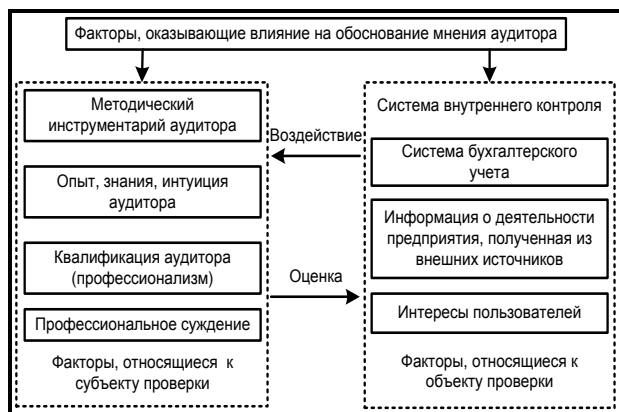 Факторы, оказывающие влияние на обоснование мнения аудитора
Методический
инструментарий аудитора
Опыт, знания, интуиция
аудитора
Квалификация аудитора
(профессионализм)
Профессиональное суждение
Факторы, относящиеся к
субъекту проверки
Воздействие
Оценка
Система внутреннего контроля
Система бухгалтерского
учета
Информация о деятельности
предприятия, полученная из
внешних источников
Интересы пользователей
Факторы, относящиеся к
объекту проверки